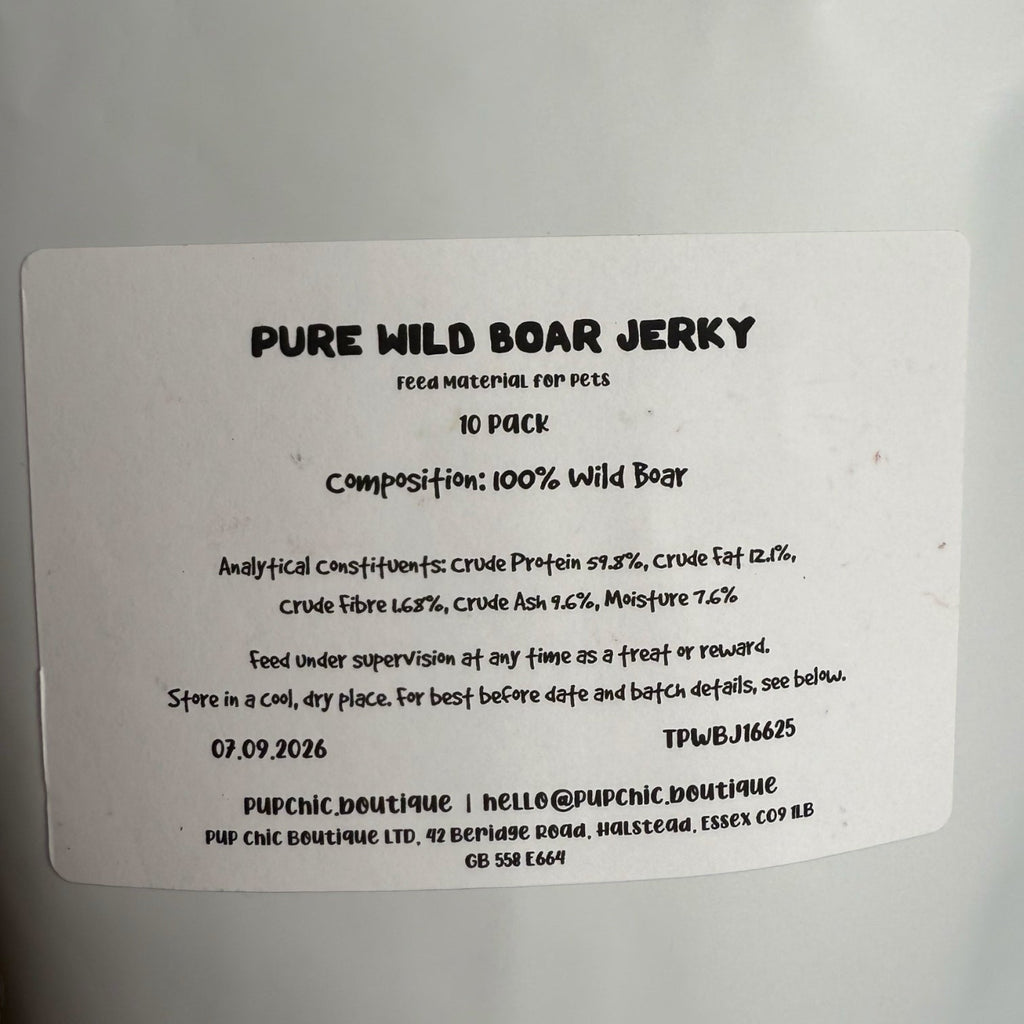 PURE WILD BOAR JERKY
Feed Material for Pets
10 Pack
Composition: 100% Wild Boar
Analytical Constituents: Crude Protein 59.8%, Crude Fat 12.1%,
Crude Fibre 1.68%, Crude Ash 9.6%, Moisture 7.6%
Feed under supervision at any time as a treat or reward.
Store in a cool, dry place. For best before date and batch details, see below.
07.09.2026 TPWBJ16625
pupchic.boutique | hello@pupchic.boutique
Pup Chic Boutique LTD, 42 Beridge Road, Halstead, Essex CO9 1LB
GB 558 E664